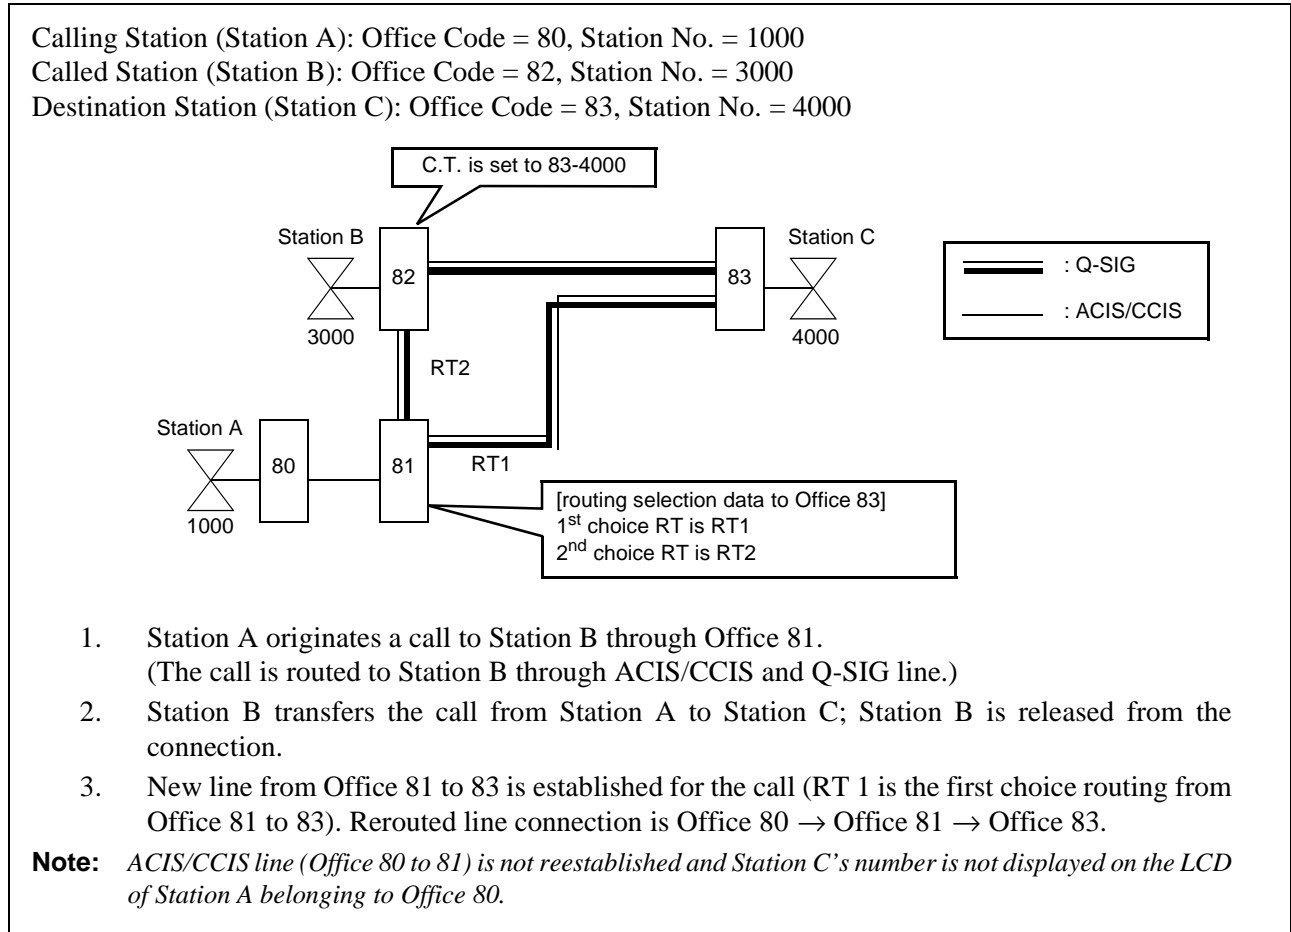 Calling Station (Station A): Office Code = 80, Station No. = 1000
Called Station (Station B): Office Code = 82, Station No. = 3000
Destination Station (Station C): Office Code = 83, Station No. = 4000
C.T. is set to 83-4000
Station B
82
3000
83
Station C
4000
: Q-SIG
: ACIS/CCIS
RT2
Station A
1000
80
81
RT1
[routing selection data to Office 83]
1st choice RT is RT1
2nd choice RT is RT2
1. Station A originates a call to Station B through Office 81.
(The call is routed to Station B through ACIS/CCIS and Q-SIG line.)
2. Station B transfers the call from Station A to Station C; Station B is released from the
connection.
3. New line from Office 81 to 83 is established for the call (RT 1 is the first choice routing from
Office 81 to 83). Rerouted line connection is Office 80 → Office 81 → Office 83.
Note: ACIS/CCIS line (Office 80 to 81) is not reestablished and Station C's number is not displayed on the LCD
of Station A belonging to Office 80.